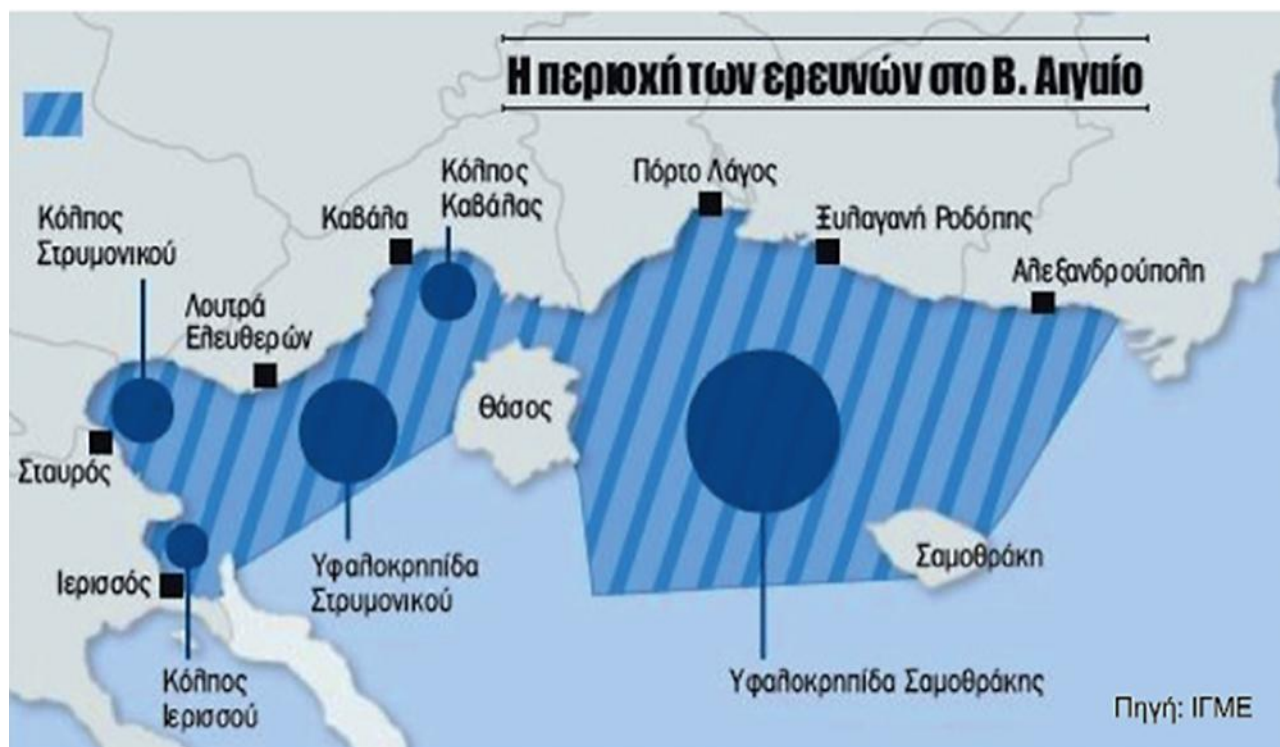 Η περιοχή των ερευνών στο Β. Αιγαίο
Κόλπος
Στρυμονικού
Καβάλα
Κόλπος
Καβάλας
Πόρτο Λάγος
Ξυλαγανή Ροδόπης
Αλεξανδρούπολη
Λουτρά
Ελευθερών
Θάσος
Σταυρός
Σαμοθράκη
Ιερισσός
Υφαλοκρηπίδα
Στρυμονικού
Κόλπος
Ιερισσού
Υφαλοκρηπίδα Σαμοθράκης
Πηγή: ΙΓΜΕ